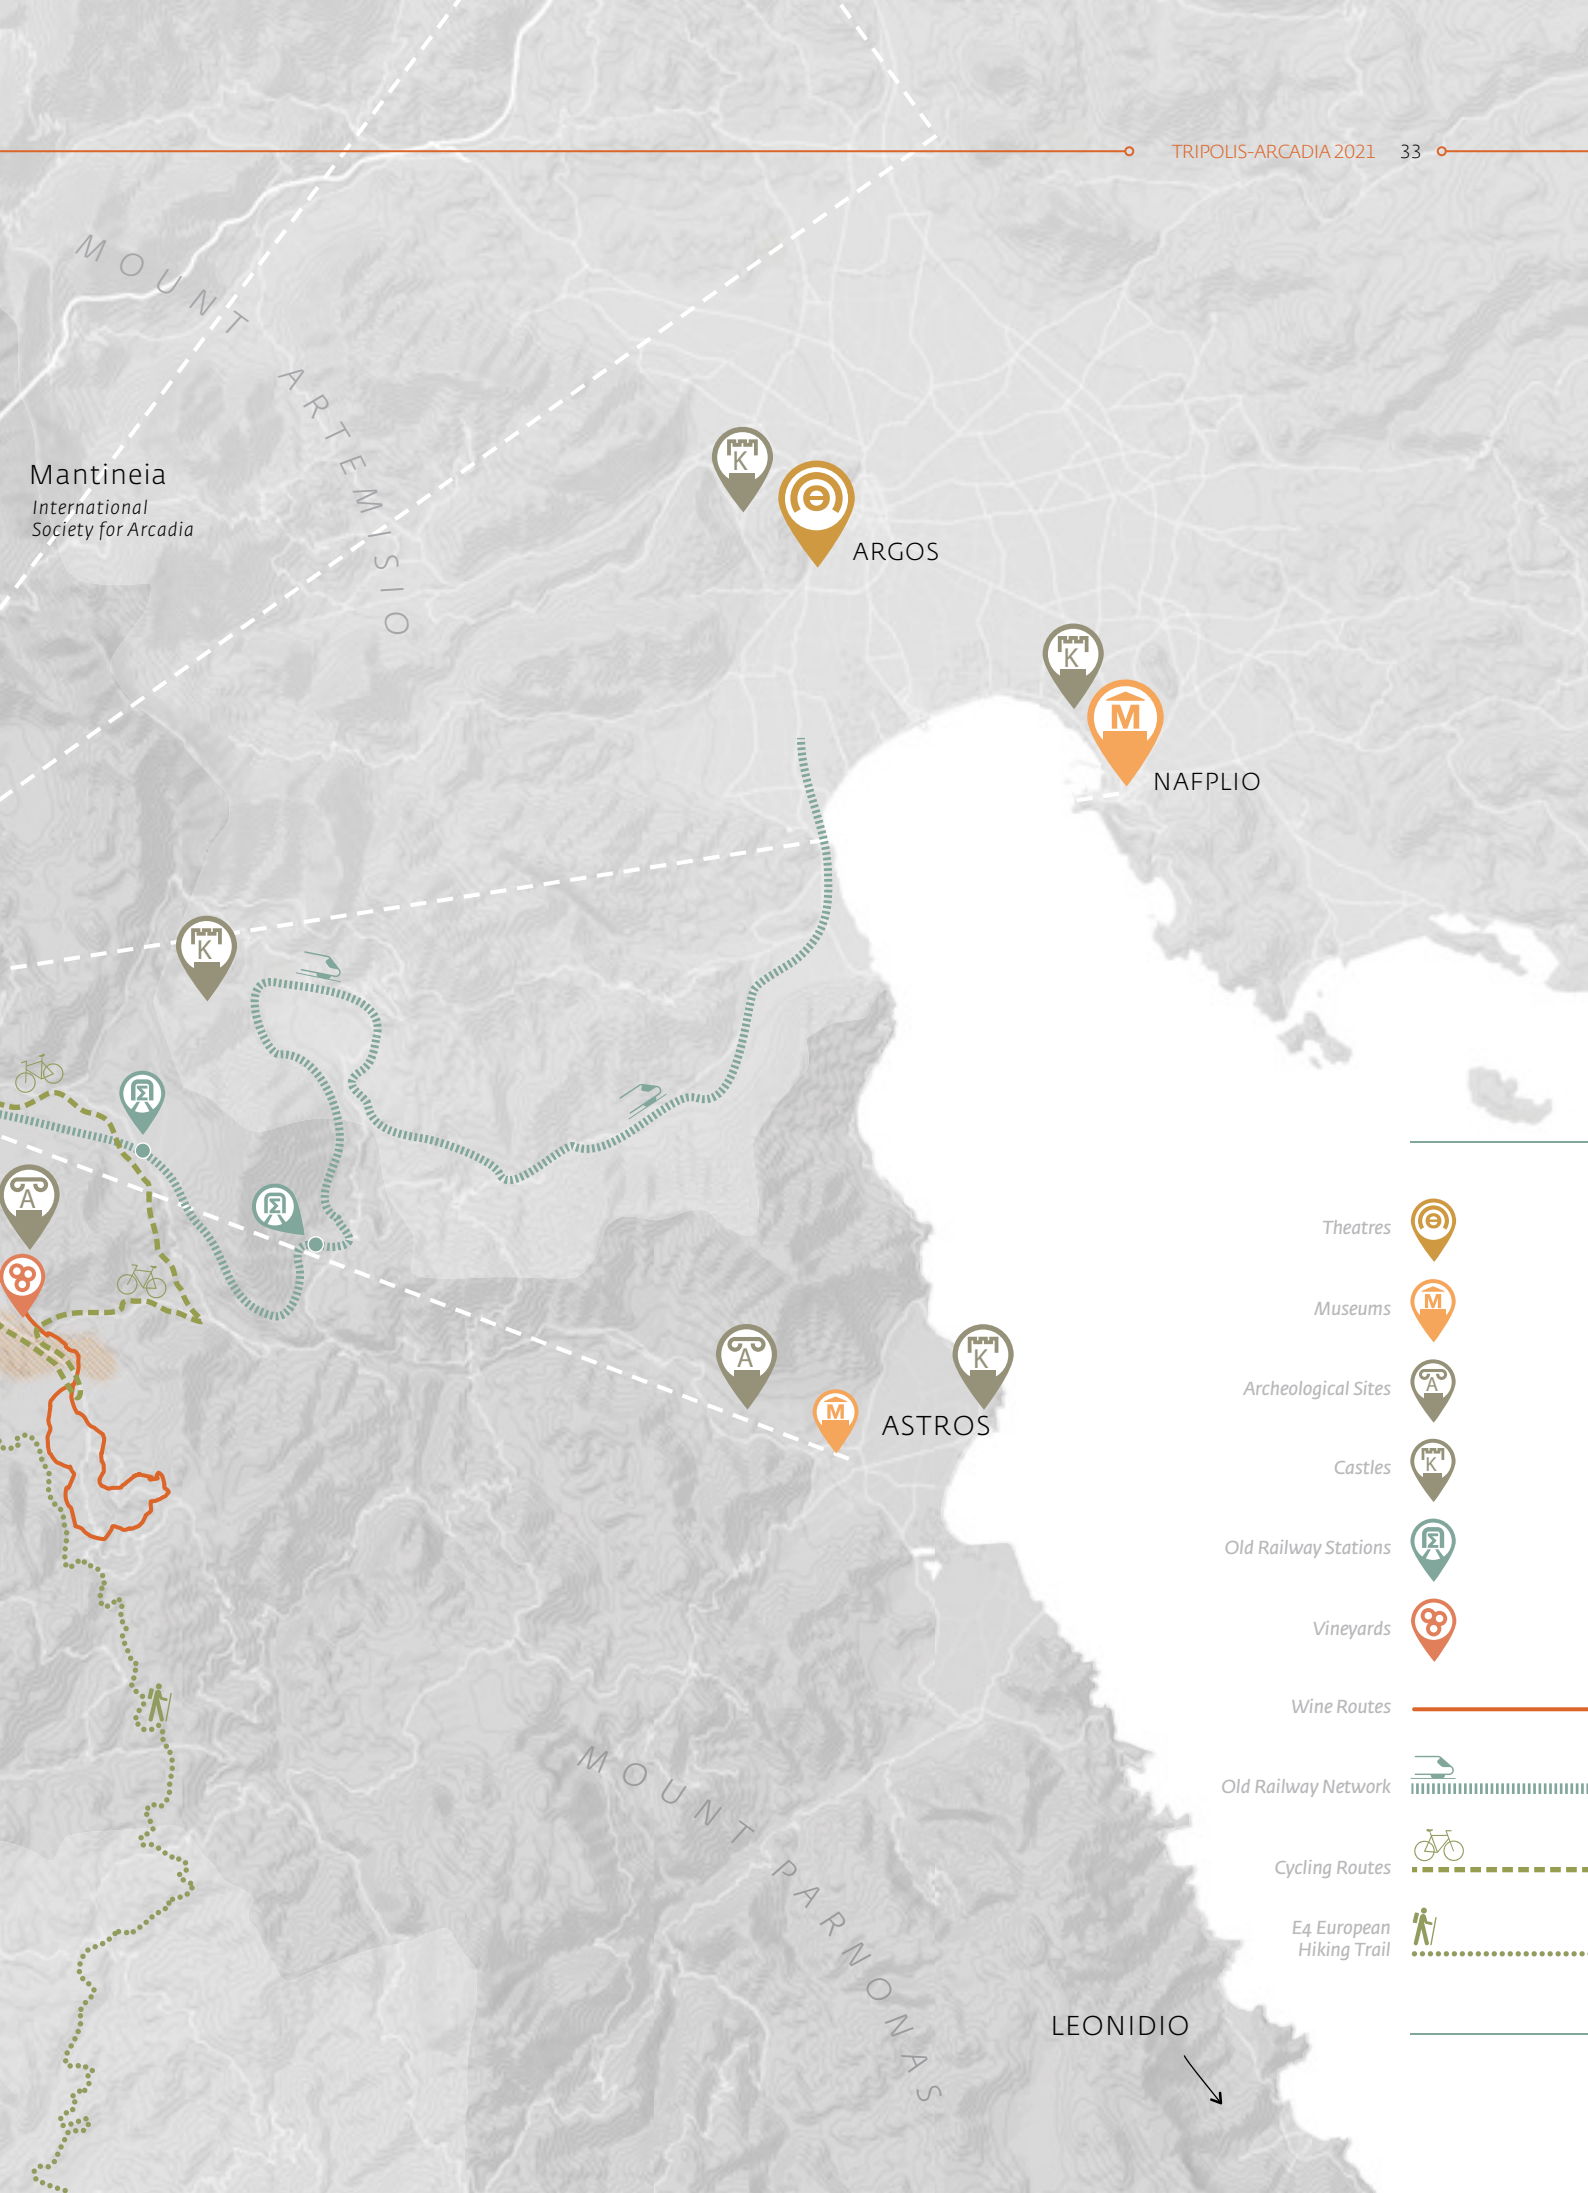 TRIPOLIS-ARCADIA 2021 33
MOUNT ARTEMISIO
Mantineia
International
Society for Arcadia
K
ARGOS
K
M
NAFPLIO
K
Σ
A
Σ
A
K
M
ASTROS
Theatres
Museums
M
Archeological Sites
A
Castles
K
Old Railway Stations
Σ
Vineyards
Wine Routes
Old Railway Network
Cycling Routes
E4 European
Hiking Trail
MOUNT PARNONAS
LEONIDIO